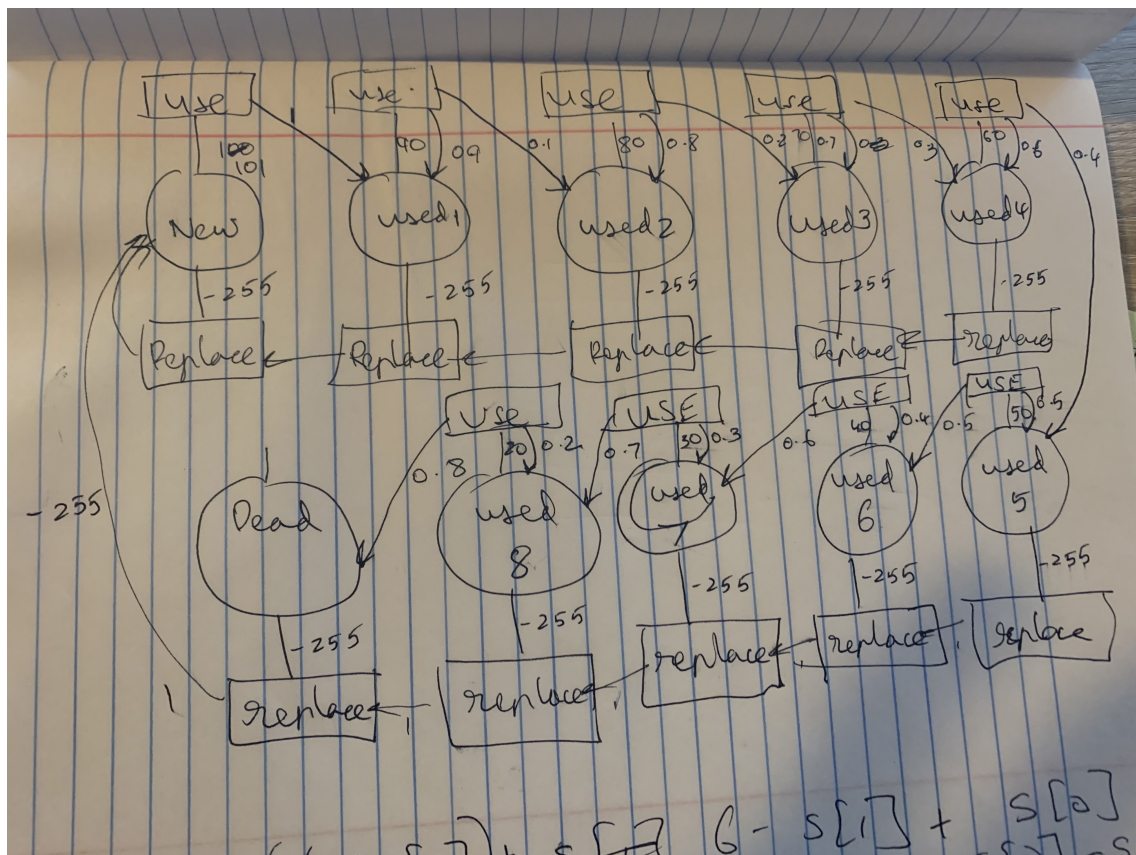 use use. use use use
101 90 0.9 0.1 80 0.8 0.2 70 0.7 0.3 60 0.6 0.4
New used1 used2 used3 used4
-255 -255 -255 -255 -255
Replace Replace Replace Replace replace
Use USE USE USE
0.8 20 0.2 0.7 30 0.3 0.6 40 0.4 0.5 50 0.5
Dead used 8 used 7 used 6 used 5
-255
-255 -255 -255 -255 -255
replace replace replace replace replace
1 1 1 1 1
6 - S[1] + S[0]